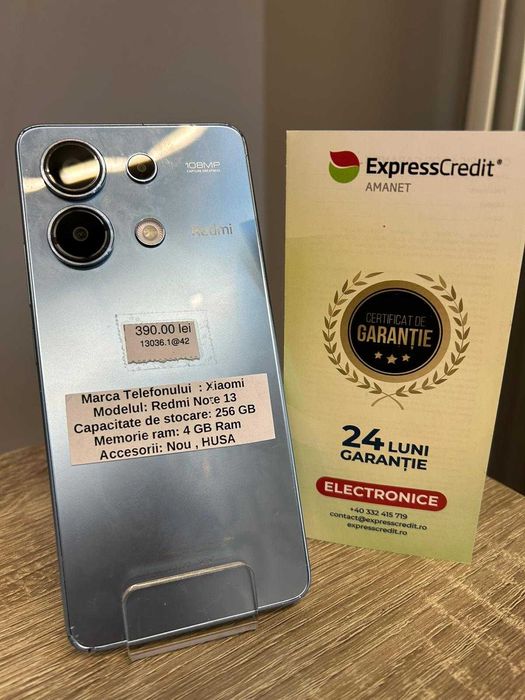 108MP
Redmi
390.00 lei
13036.1@42
Marca Telefonului : Xiaomi
Modelul: Redmi Note 13
Capacitate de stocare: 256 GB
Memorie ram: 4 GB Ram
Accesorii: Nou , HUSA
ExpressCredit®
AMANET
CERTIFICAT DE
GARANȚIE
24 LUNI
GARANȚIE
ELECTRONICE
+40 332 415 719
contact@expresscredit.ro
expresscredit.ro